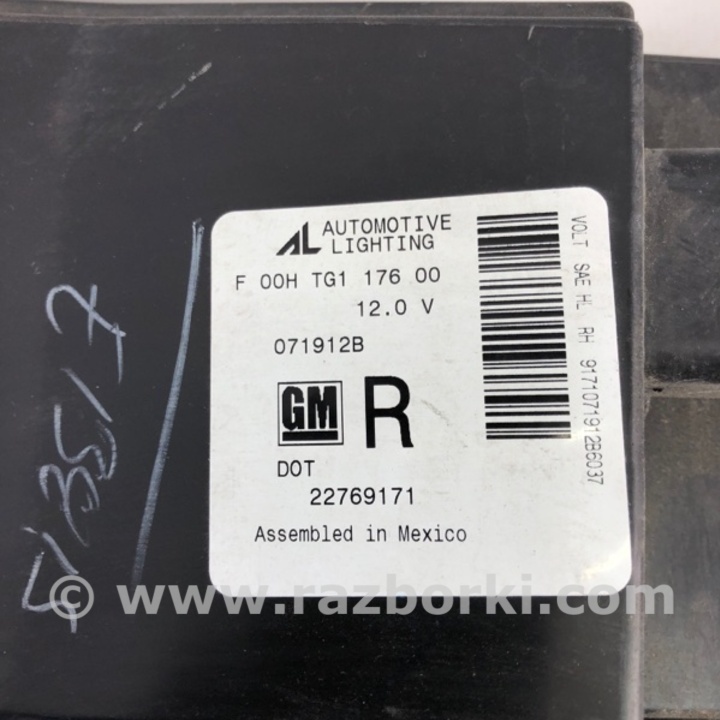 AL AUTOMOTIVE
LIGHTING
F 00H TG1 176 00
12.0 V
071912B
GM R
DOT
22769171
Assembled in Mexico
VOLT SAE HL RH 9171071912B6037
© www.razborki.com